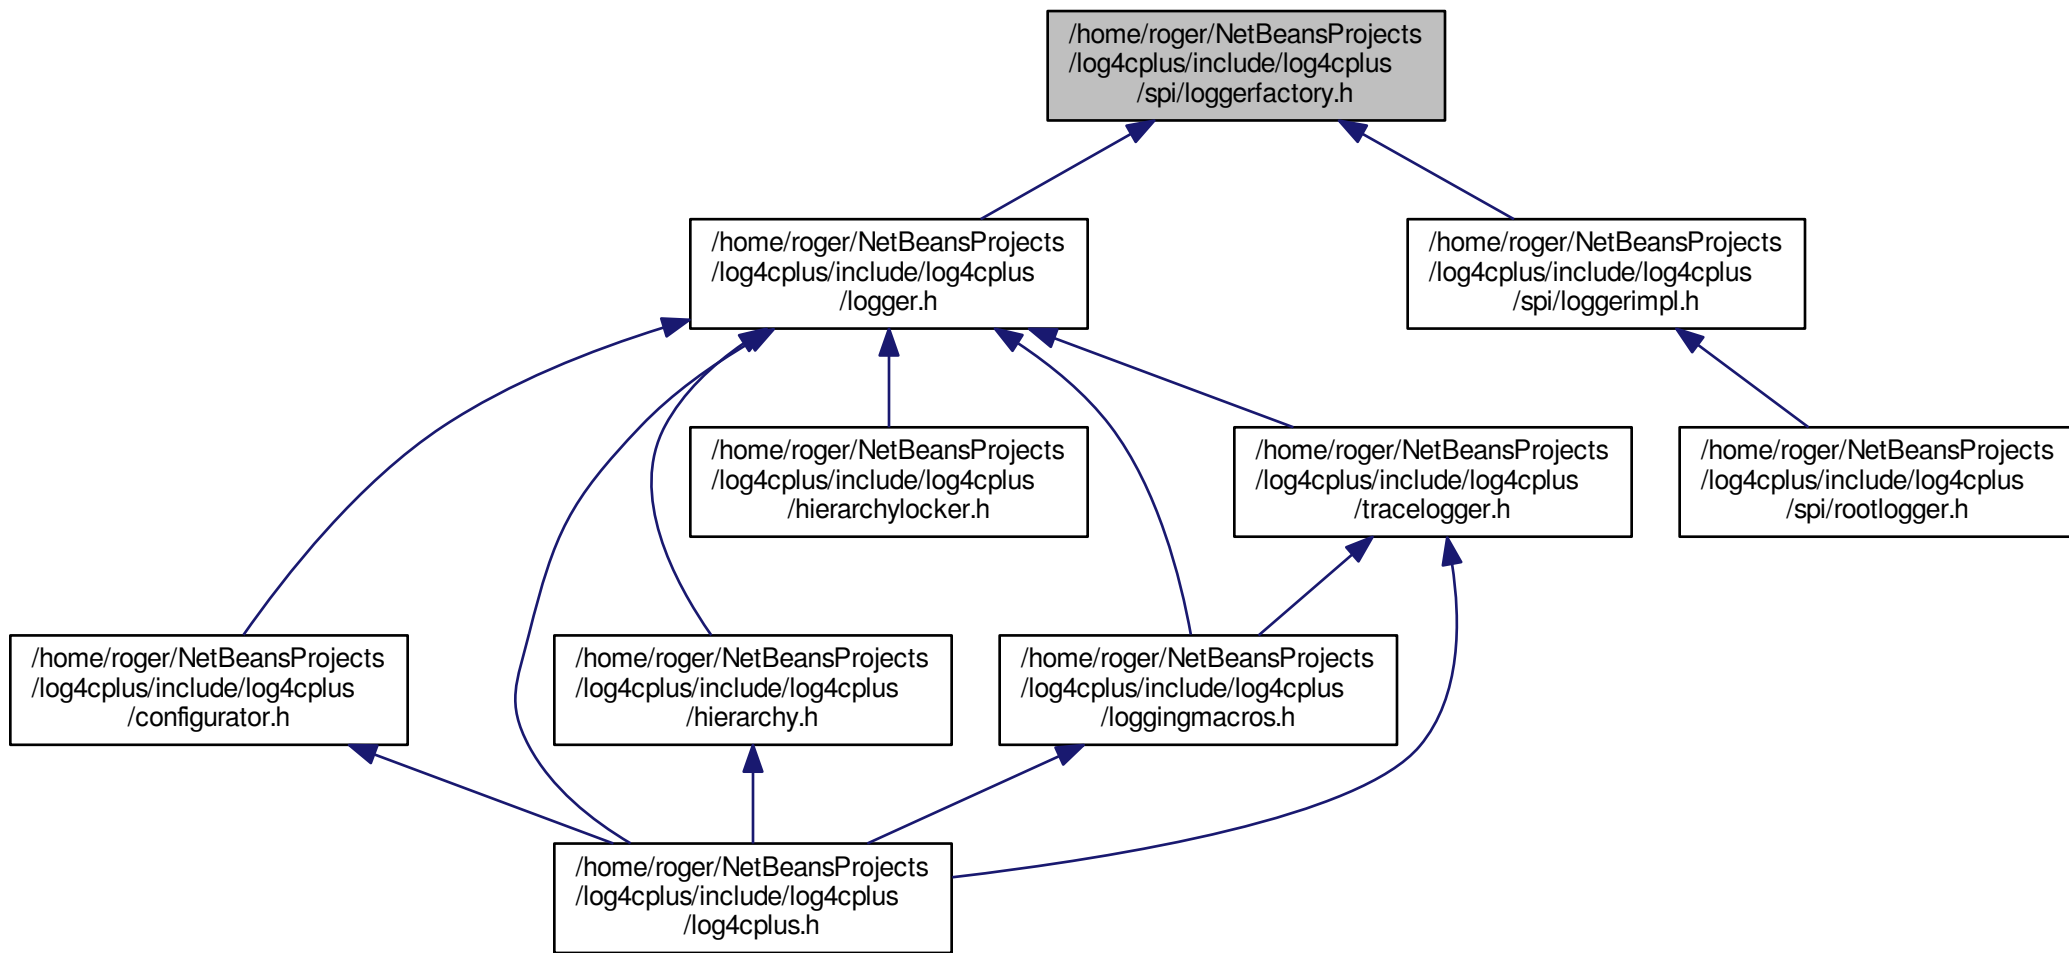 /home/roger/NetBeansProjects
/log4cplus/include/log4cplus
/spi/loggerfactory.h
/home/roger/NetBeansProjects
/log4cplus/include/log4cplus
/logger.h
/home/roger/NetBeansProjects
/log4cplus/include/log4cplus
/spi/loggerimpl.h
/home/roger/NetBeansProjects
/log4cplus/include/log4cplus
/hierarchylocker.h
/home/roger/NetBeansProjects
/log4cplus/include/log4cplus
/tracelogger.h
/home/roger/NetBeansProjects
/log4cplus/include/log4cplus
/spi/rootlogger.h
/home/roger/NetBeansProjects
/log4cplus/include/log4cplus
/configurator.h
/home/roger/NetBeansProjects
/log4cplus/include/log4cplus
/hierarchy.h
/home/roger/NetBeansProjects
/log4cplus/include/log4cplus
/loggingmacros.h
/home/roger/NetBeansProjects
/log4cplus/include/log4cplus
/log4cplus.h